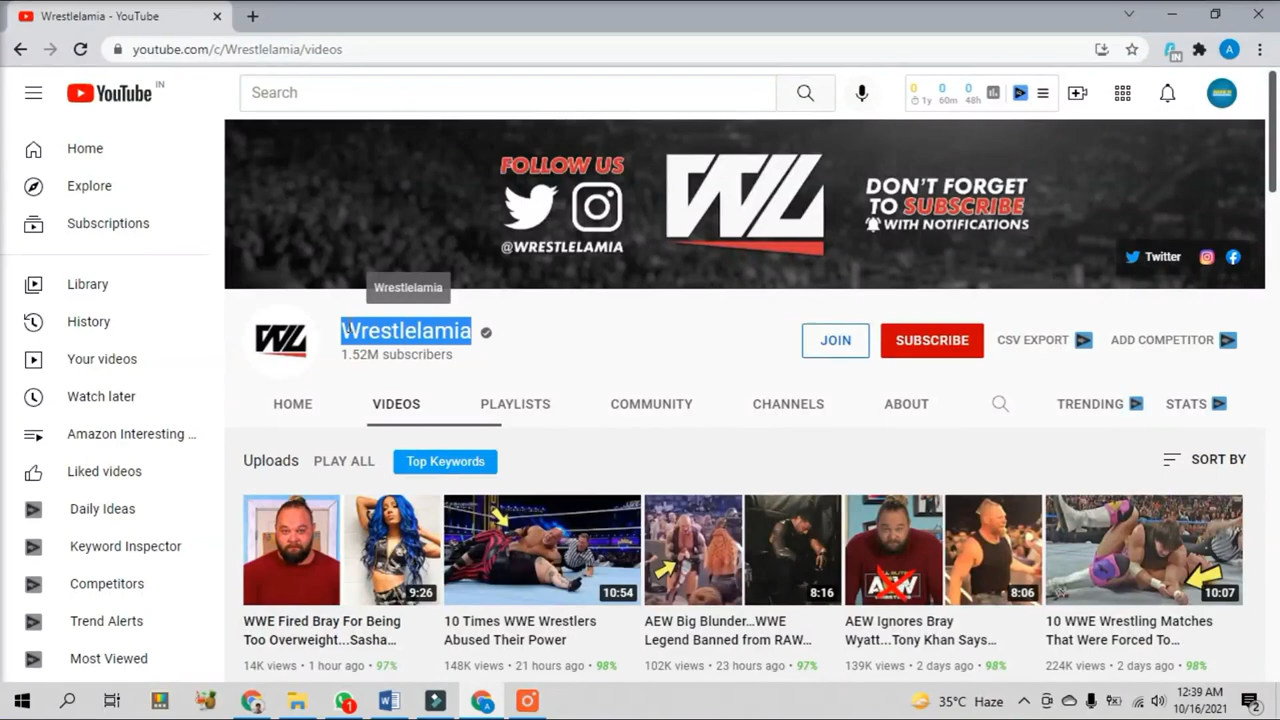 Wrestlelamia - YouTube
youtube.com/c/Wrestlelamia/videos
YouTube IN
Search
0 0 0
1y 60m 48h
Home
Explore
Subscriptions
Library
History
Your videos
Watch later
Amazon Interesting ...
Liked videos
Daily Ideas
Keyword Inspector
Competitors
Trend Alerts
Most Viewed
FOLLOW US
@WRESTLELAMIA
WL
DON'T FORGET
TO SUBSCRIBE
WITH NOTIFICATIONS
Twitter
Wrestlelamia
WL
Wrestlelamia
1.52M subscribers
JOIN
SUBSCRIBE
CSV EXPORT
ADD COMPETITOR
HOME VIDEOS PLAYLISTS COMMUNITY CHANNELS ABOUT TRENDING STATS
Uploads PLAY ALL Top Keywords SORT BY
9:26
WWE Fired Bray For Being
Too Overweight...Sasha...
14K views • 1 hour ago • 97%
10:54
10 Times WWE Wrestlers
Abused Their Power
148K views • 21 hours ago • 98%
8:16
AEW Big Blunder...WWE
Legend Banned from RAW...
102K views • 23 hours ago • 97%
AEW
8:06
AEW Ignores Bray
Wyatt...Tony Khan Says...
139K views • 2 days ago • 98%
10:07
10 WWE Wrestling Matches
That Were Forced To...
224K views • 2 days ago • 98%
35°C Haze
12:39 AM
10/16/2021